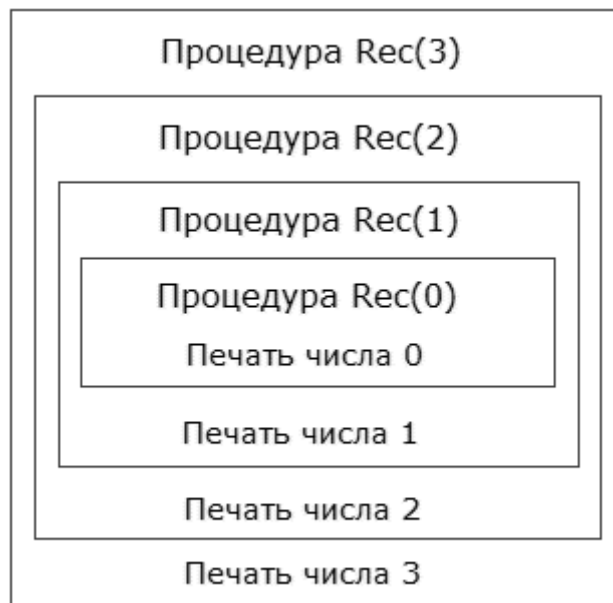 Процедура Rec(3)
Процедура Rec(2)
Процедура Rec(1)
Процедура Rec(0)
Печать числа 0
Печать числа 1
Печать числа 2
Печать числа 3